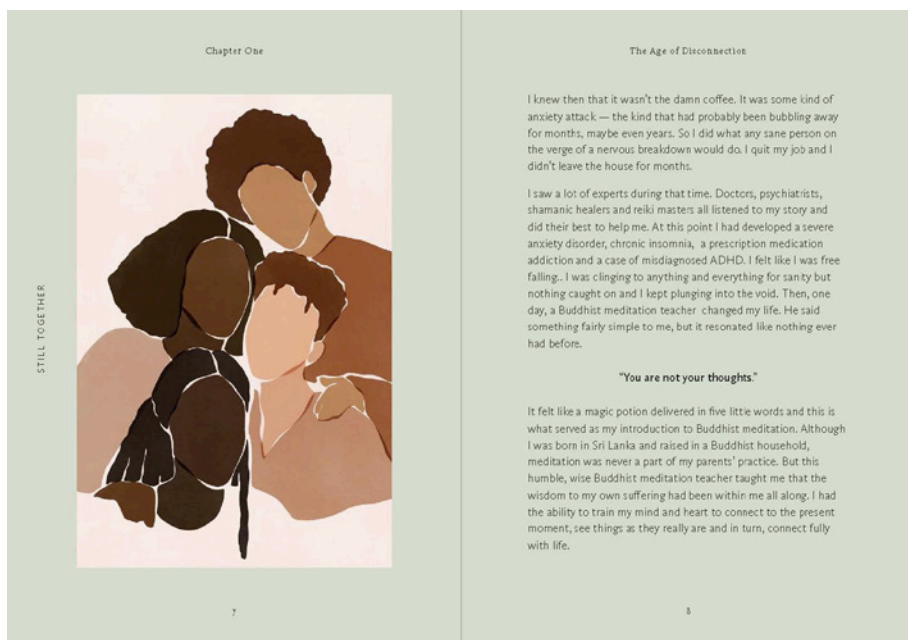 Chapter One
STILL TOGETHER
7
The Age of Disconnection
I knew then that it wasn't the damn coffee. It was some kind of
anxiety attack — the kind that had probably been bubbling away
for months, maybe even years. So I did what any sane person on
the verge of a nervous breakdown would do. I quit my job and I
didn't leave the house for months.
I saw a lot of experts during that time. Doctors, psychiatrists,
shamanic healers and reiki masters all listened to my story and
did their best to help me. At this point I had developed a severe
anxiety disorder, chronic insomnia, a prescription medication
addiction and a case of misdiagnosed ADHD. I felt like I was free
falling.. I was clinging to anything and everything for sanity but
nothing caught on and I kept plunging into the void. Then, one
day, a Buddhist meditation teacher changed my life. He said
something fairly simple to me, but it resonated like nothing ever
had before.
“You are not your thoughts.”
It felt like a magic potion delivered in five little words and this is
what served as my introduction to Buddhist meditation. Although
I was born in Sri Lanka and raised in a Buddhist household,
meditation was never a part of my parents' practice. But this
humble, wise Buddhist meditation teacher taught me that the
wisdom to my own suffering had been within me all along. I had
the ability to train my mind and heart to connect to the present
moment, see things as they really are and in turn, connect fully
with life.
8